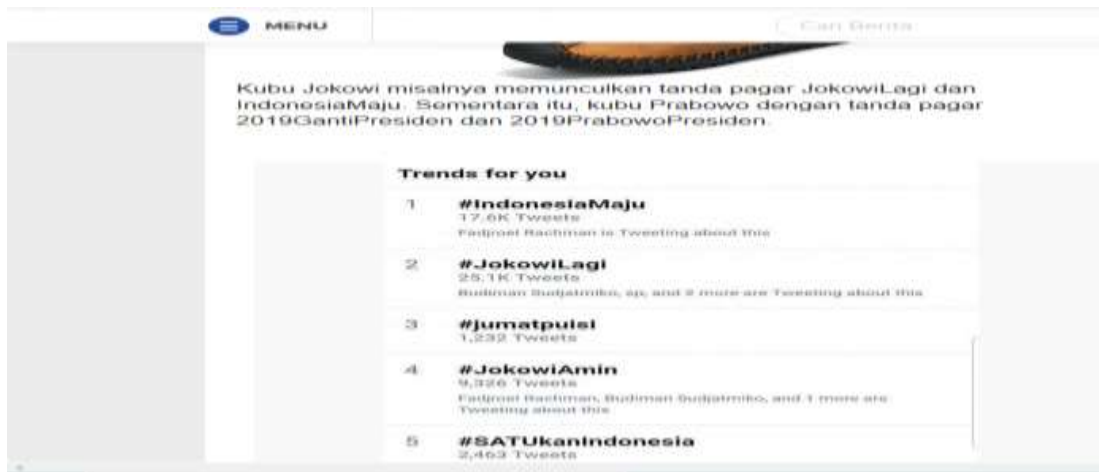 MENU
Cari Berita
Kubu Jokowi misalnya memunculkan tanda pagar JokowiLagi dan
IndonesiaMaju. Sementara itu, kubu Prabowo dengan tanda pagar
2019GantiPresiden dan 2019PrabowoPresiden.
Trends for you
1 #IndonesiaMaju
17.6K Tweets
Fadjroel Rachman is Tweeting about this
2 #JokowiLagi
25.1K Tweets
Budiman Sudjatmiko, sp, and 2 more are Tweeting about this
3 #jumatpuisi
1,232 Tweets
4 #JokowiAmin
9,326 Tweets
Fadjroel Rachman, Budiman Sudjatmiko, and 1 more are
Tweeting about this
5 #SATUkanIndonesia
2,463 Tweets